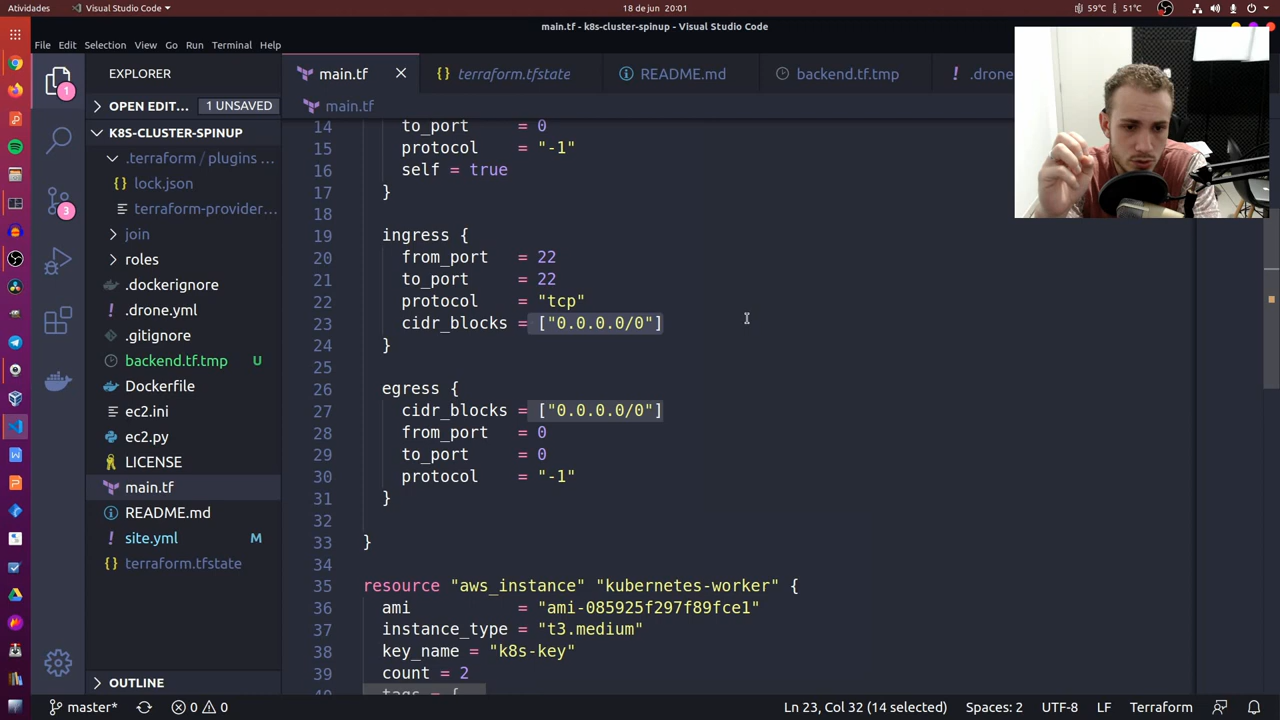 Atividades
Visual Studio Code
18 de jun 20:01
59°C
51°C
main.tf - k8s-cluster-spinup - Visual Studio Code
File Edit Selection View Go Run Terminal Help
EXPLORER
main.tf
terraform.tfstate
README.md
backend.tf.tmp
.drone
OPEN EDIT... 1 UNSAVED
main.tf
K8S-CLUSTER-SPINUP
.terraform / plugins ...
lock.json
terraform-provider...
join
roles
.dockerignore
.drone.yml
.gitignore
backend.tf.tmp U
Dockerfile
ec2.ini
ec2.py
LICENSE
main.tf
README.md
site.yml M
terraform.tfstate
OUTLINE
1
3
14 to_port = 0
15 protocol = "-1"
16 self = true
17 }
18
19 ingress {
20 from_port = 22
21 to_port = 22
22 protocol = "tcp"
23 cidr_blocks = ["0.0.0.0/0"]
24 }
25
26 egress {
27 cidr_blocks = ["0.0.0.0/0"]
28 from_port = 0
29 to_port = 0
30 protocol = "-1"
31 }
32
33 }
34
35 resource "aws_instance" "kubernetes-worker" {
36 ami = "ami-085925f297f89fce1"
37 instance_type = "t3.medium"
38 key_name = "k8s-key"
39 count = 2
40 tags = {
master* 0 0 Ln 23, Col 32 (14 selected) Spaces: 2 UTF-8 LF Terraform